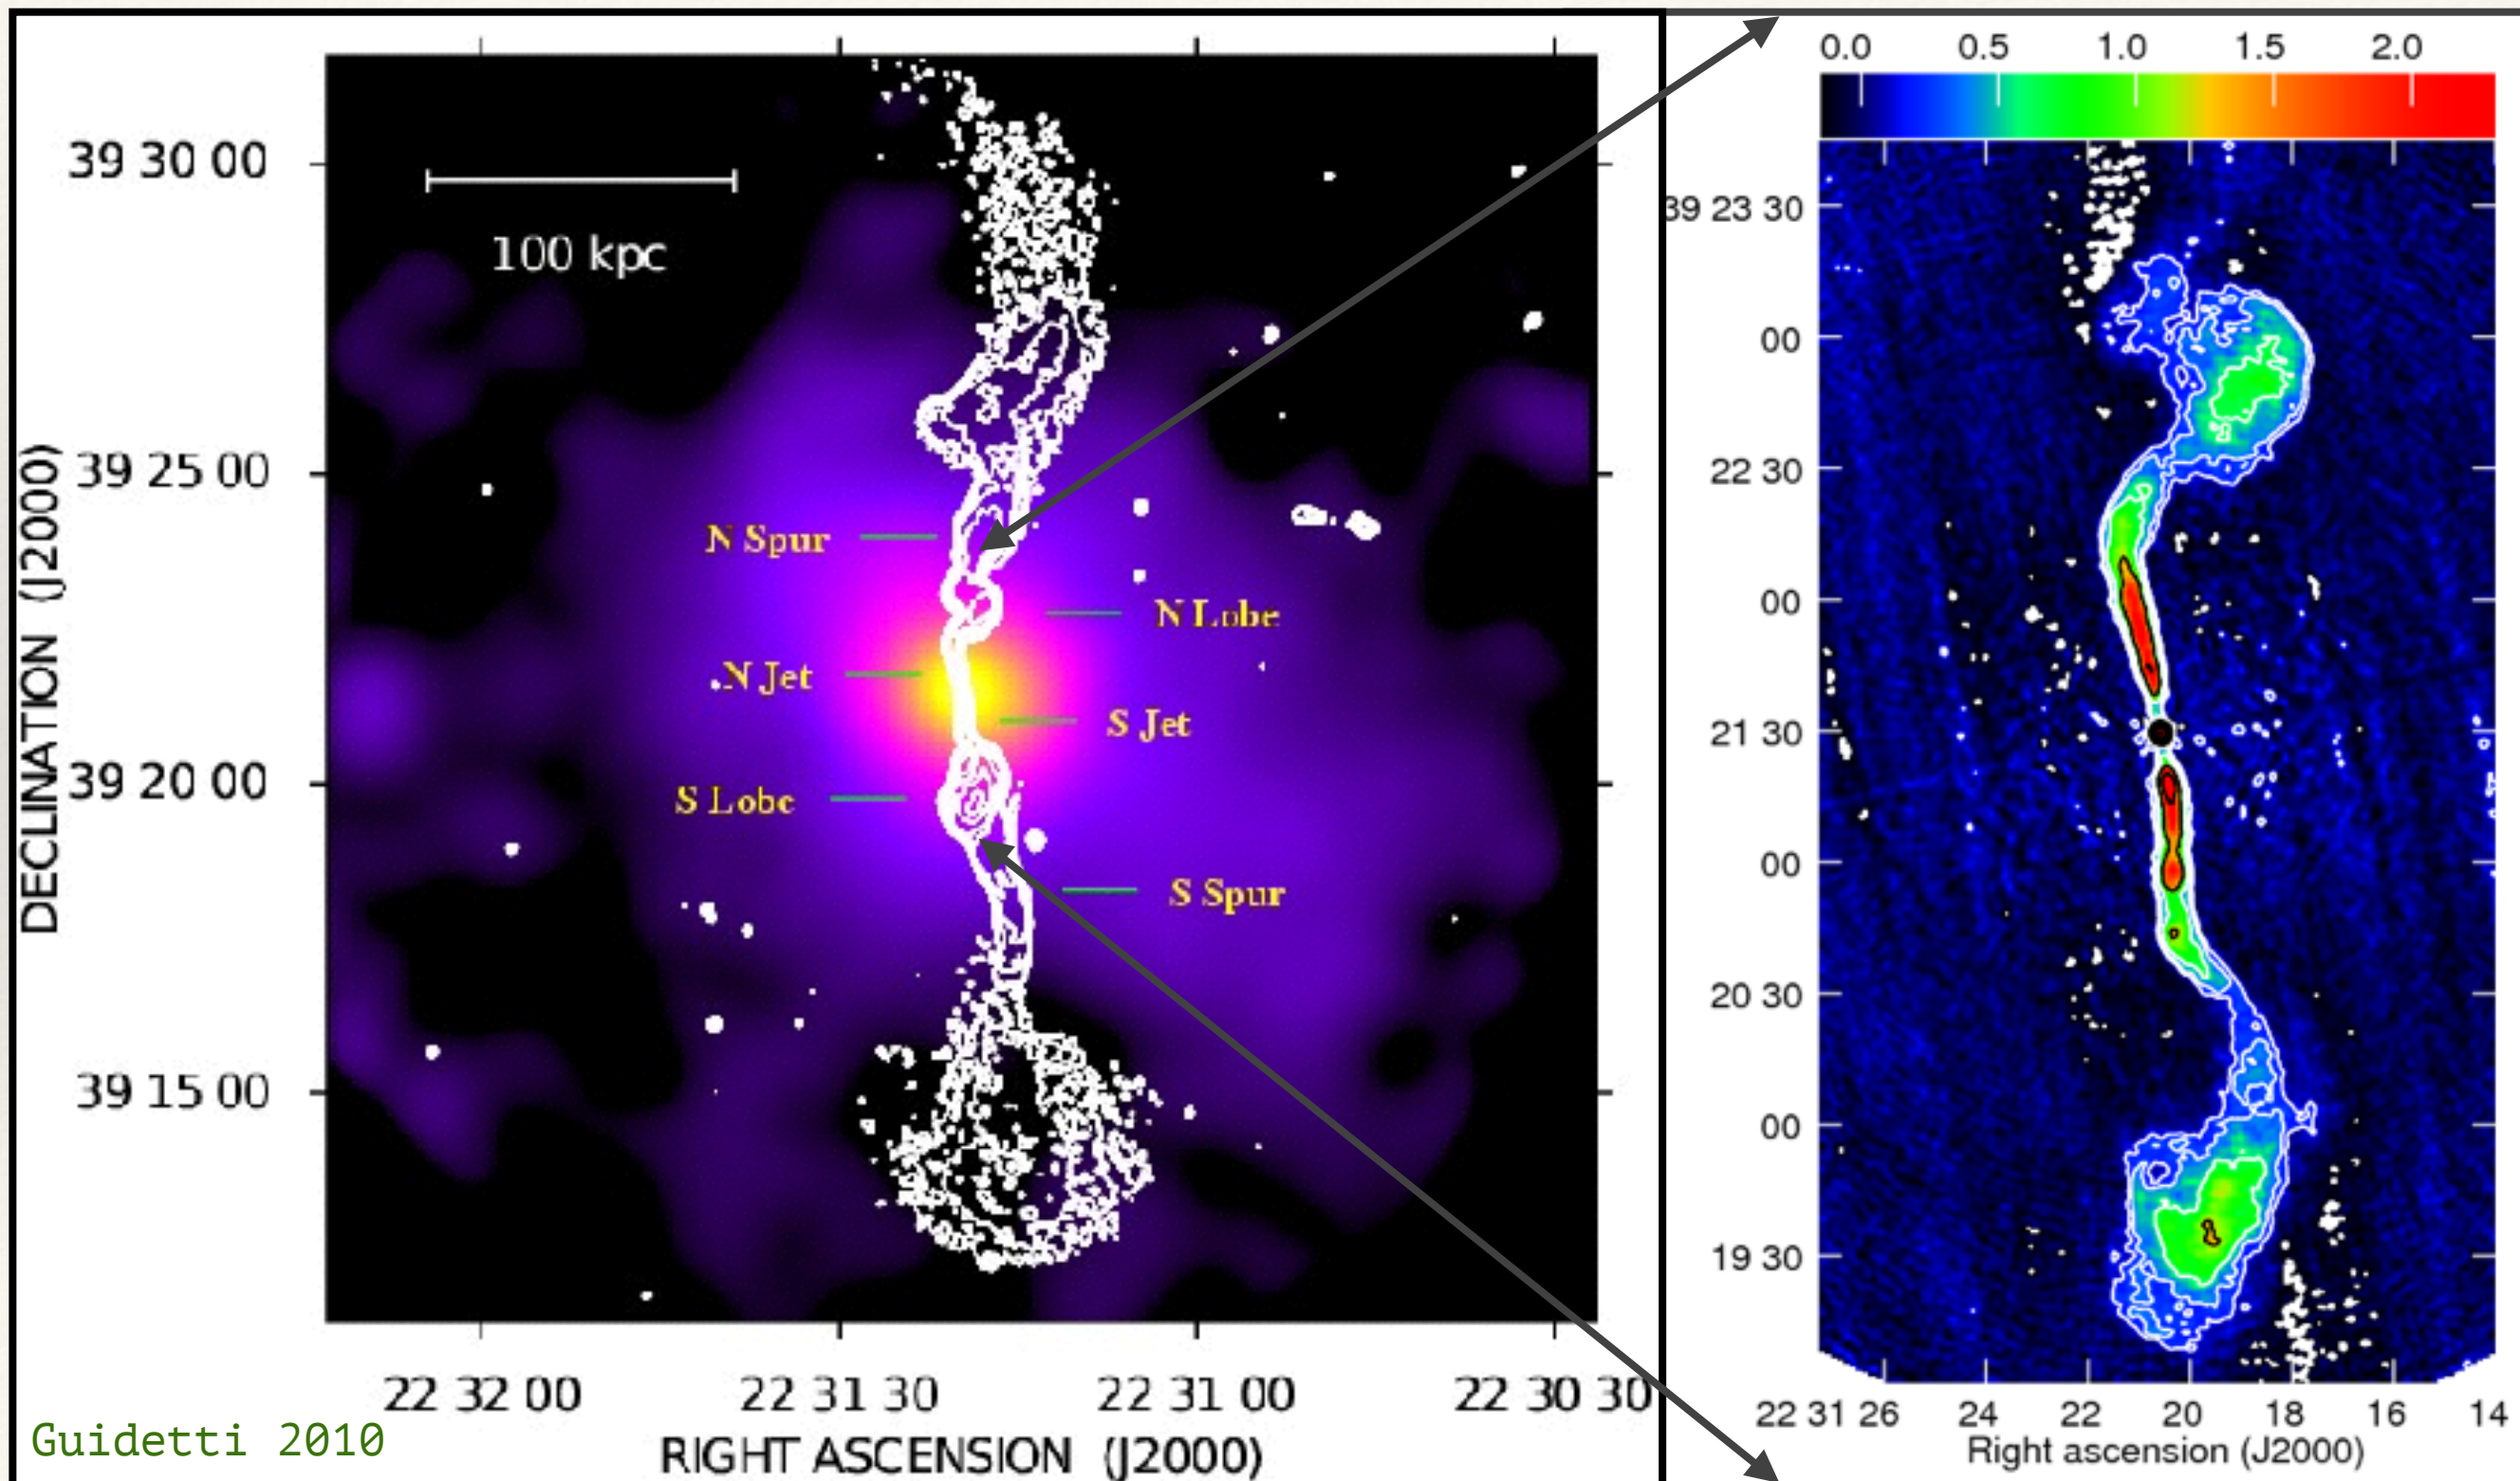 39 30 00
100 kpc
39 25 00
N Spur
N Lobe
N Jet
S Jet
39 20 00
S Lobe
S Spur
39 15 00
DECLINATION (J2000)
22 32 00 22 31 30 22 31 00 22 30 30
RIGHT ASCENSION (J2000)
Guidetti 2010
0.0 0.5 1.0 1.5 2.0
39 23 30
00
22 30
00
21 30
00
20 30
00
19 30
22 31 26 24 22 20 18 16 14
Right ascension (J2000)